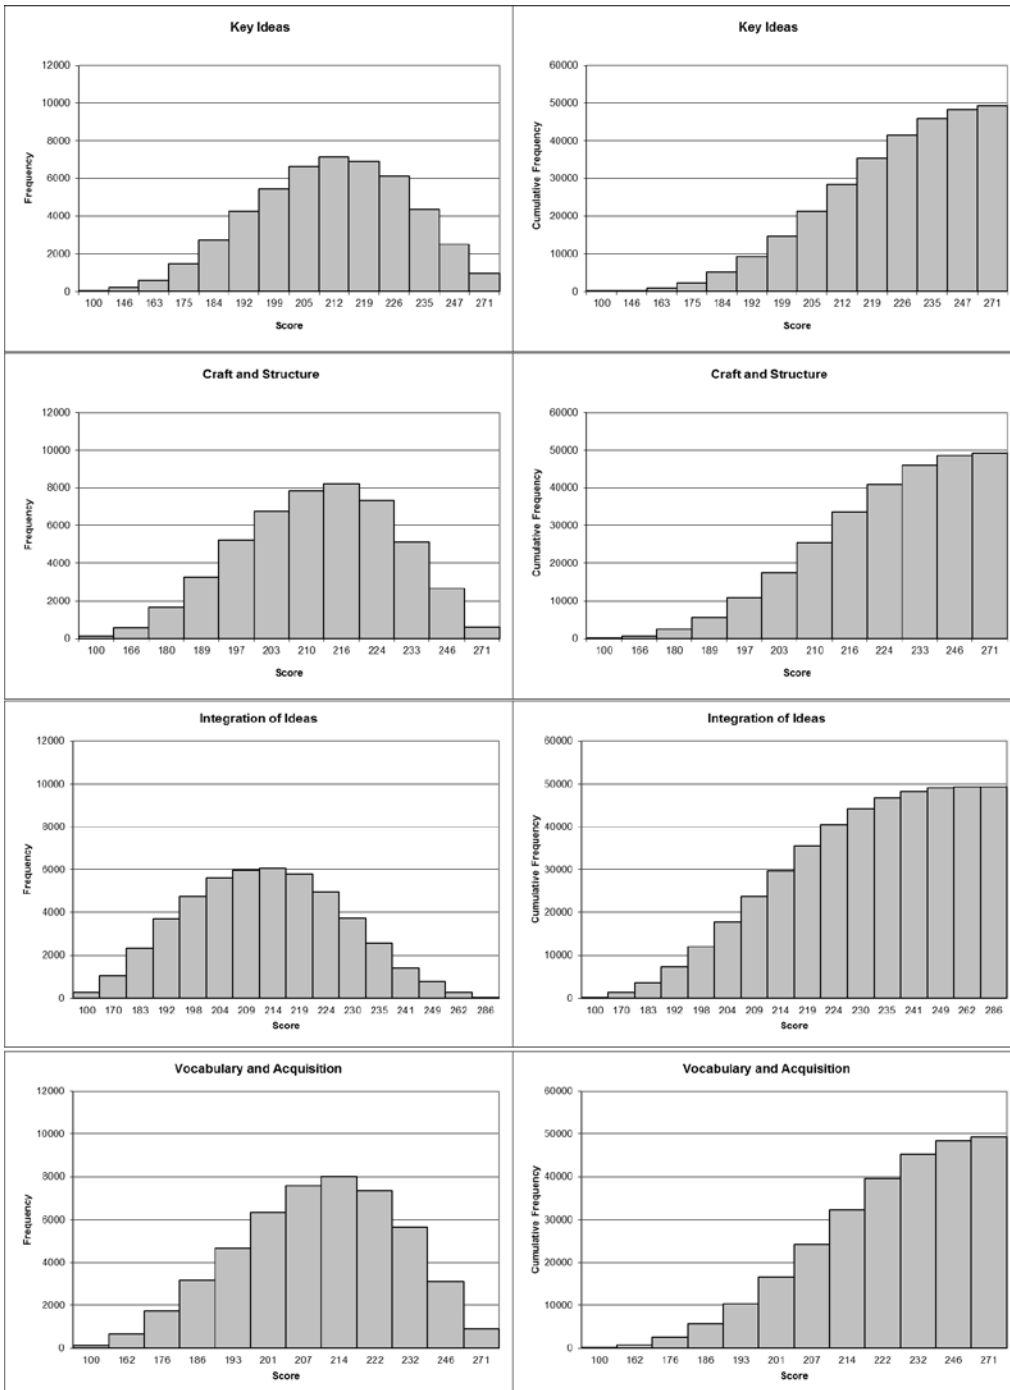 Key Ideas
12000
10000
8000
6000
4000
2000
0
Frequency
100 146 163 175 184 192 199 205 212 219 226 235 247 271
Score
Key Ideas
60000
50000
40000
30000
20000
10000
0
Cumulative Frequency
100 146 163 175 184 192 199 205 212 219 226 235 247 271
Score
Craft and Structure
12000
10000
8000
6000
4000
2000
0
Frequency
100 166 180 189 197 203 210 216 224 233 246 271
Score
Craft and Structure
60000
50000
40000
30000
20000
10000
0
Cumulative Frequency
100 166 180 189 197 203 210 216 224 233 246 271
Score
Integration of Ideas
12000
10000
8000
6000
4000
2000
0
Frequency
100 170 183 192 198 204 209 214 219 224 230 235 241 249 262 286
Score
Integration of Ideas
60000
50000
40000
30000
20000
10000
0
Cumulative Frequency
100 170 183 192 198 204 209 214 219 224 230 235 241 249 262 286
Score
Vocabulary and Acquisition
12000
10000
8000
6000
4000
2000
0
Frequency
100 162 176 186 193 201 207 214 222 232 246 271
Score
Vocabulary and Acquisition
60000
50000
40000
30000
20000
10000
0
Cumulative Frequency
100 162 176 186 193 201 207 214 222 232 246 271
Score